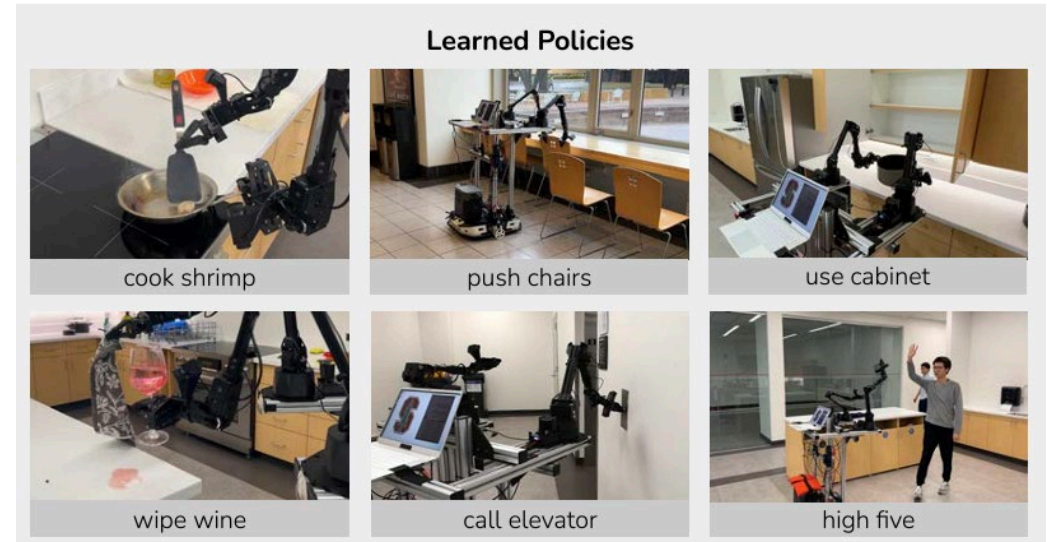 Learned Policies
cook shrimp
push chairs
use cabinet
wipe wine
call elevator
high five